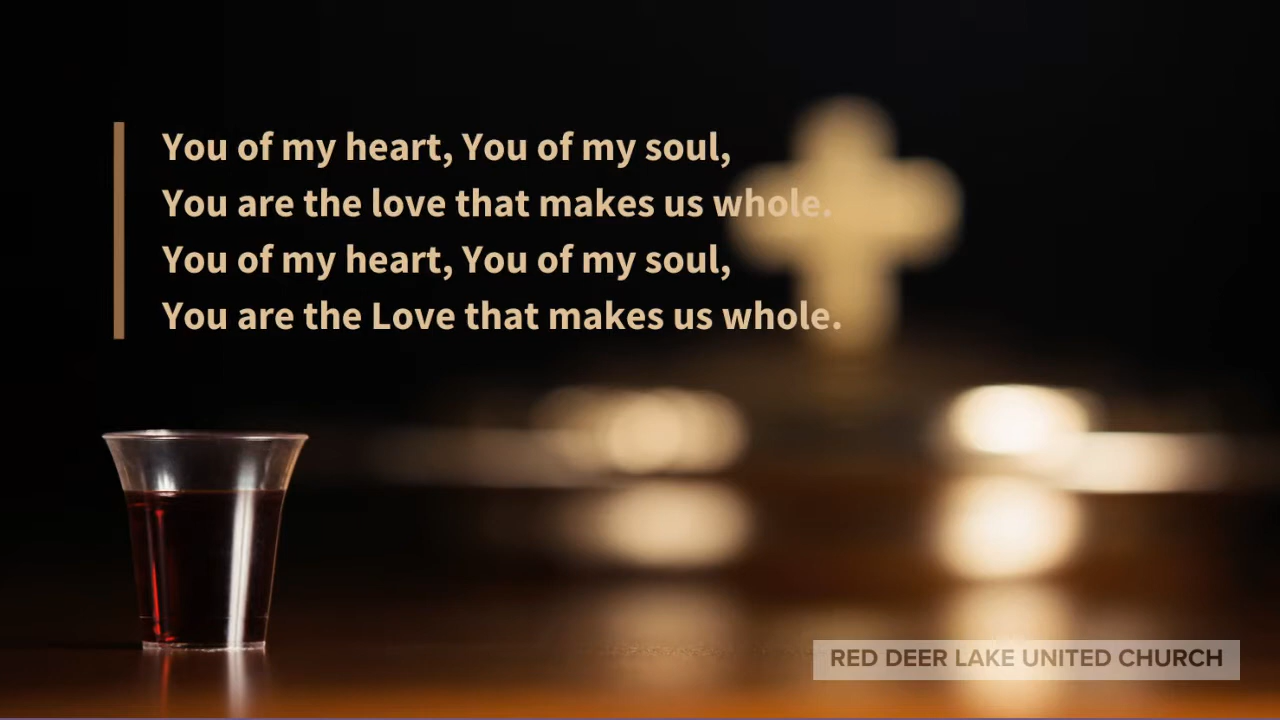 You of my heart, You of my soul,
You are the love that makes us whole.
You of my heart, You of my soul,
You are the Love that makes us whole.
RED DEER LAKE UNITED CHURCH